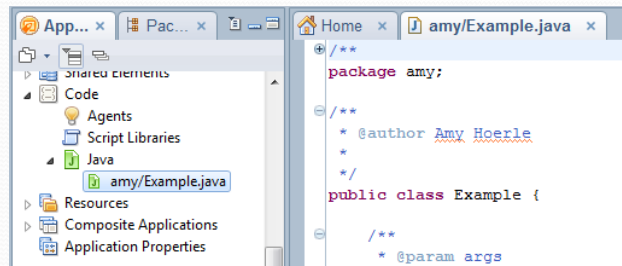 App...
Pac...
Shared Elements
Code
Agents
Script Libraries
Java
amy/Example.java
Resources
Composite Applications
Application Properties
Home
amy/Example.java
/**
package amy;
/**
* @author Amy Hoerle
*
*/
public class Example {
/**
* @param args